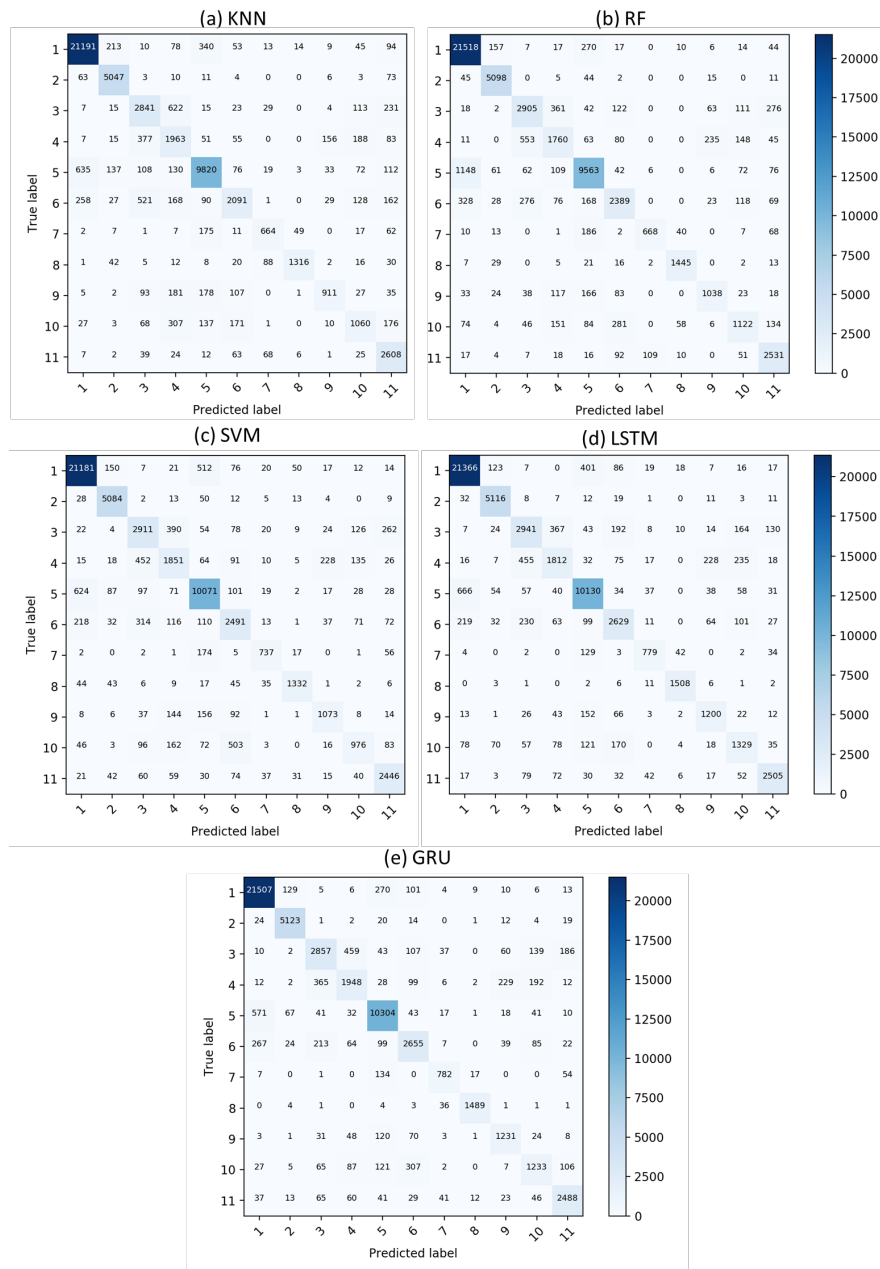 (a) KNN
True label
1 21191 213 10 78 340 53 13 14 9 45 94
2 63 5047 3 10 11 4 0 0 6 3 73
3 7 15 2841 622 15 23 29 0 4 113 231
4 7 15 377 1963 51 55 0 0 156 188 83
5 635 137 108 130 9820 76 19 3 33 72 112
6 258 27 521 168 90 2091 1 0 29 128 162
7 2 7 1 7 175 11 664 49 0 17 62
8 1 42 5 12 8 20 88 1316 2 16 30
9 5 2 93 181 178 107 0 1 911 27 35
10 27 3 68 307 137 171 1 0 10 1060 176
11 7 2 39 24 12 63 68 6 1 25 2608
1 2 3 4 5 6 7 8 9 10 11
Predicted label
(b) RF
1 21518 157 7 17 270 17 0 10 6 14 44
2 45 5098 0 5 44 2 0 0 15 0 11
3 18 2 2905 361 42 122 0 0 63 111 276
4 11 0 553 1760 63 80 0 0 235 148 45
5 1148 61 62 109 9563 42 6 0 6 72 76
6 328 28 276 76 168 2389 0 0 23 118 69
7 10 13 0 1 186 2 668 40 0 7 68
8 7 29 0 5 21 16 2 1445 0 2 13
9 33 24 38 117 166 83 0 0 1038 23 18
10 74 4 46 151 84 281 0 58 6 1122 134
11 17 4 7 18 16 92 109 10 0 51 2531
1 2 3 4 5 6 7 8 9 10 11
Predicted label
20000
17500
15000
12500
10000
7500
5000
2500
0
(c) SVM
True label
1 21181 150 7 21 512 76 20 50 17 12 14
2 28 5084 2 13 50 12 5 13 4 0 9
3 22 4 2911 390 54 78 20 9 24 126 262
4 15 18 452 1851 64 91 10 5 228 135 26
5 624 87 97 71 10071 101 19 2 17 28 28
6 218 32 314 116 110 2491 13 1 37 71 72
7 2 0 2 1 174 5 737 17 0 1 56
8 44 43 6 9 17 45 35 1332 1 2 6
9 8 6 37 144 156 92 1 1 1073 8 14
10 46 3 96 162 72 503 3 0 16 976 83
11 21 42 60 59 30 74 37 31 15 40 2446
1 2 3 4 5 6 7 8 9 10 11
Predicted label
(d) LSTM
1 21366 123 7 0 401 86 19 18 7 16 17
2 32 5116 8 7 12 19 1 0 11 3 11
3 7 24 2941 367 43 192 8 10 14 164 130
4 16 7 455 1812 32 75 17 0 228 235 18
5 666 54 57 40 10130 34 37 0 38 58 31
6 219 32 230 63 99 2629 11 0 64 101 27
7 4 0 2 0 129 3 779 42 0 2 34
8 0 3 1 0 2 6 11 1508 6 1 2
9 13 1 26 43 152 66 3 2 1200 22 12
10 78 70 57 78 121 170 0 4 18 1329 35
11 17 3 79 72 30 32 42 6 17 52 2505
1 2 3 4 5 6 7 8 9 10 11
Predicted label
20000
17500
15000
12500
10000
7500
5000
2500
0
(e) GRU
True label
1 21507 129 5 6 270 101 4 9 10 6 13
2 24 5123 1 2 20 14 0 1 12 4 19
3 10 2 2857 459 43 107 37 0 60 139 186
4 12 2 365 1948 28 99 6 2 229 192 12
5 571 67 41 32 10304 43 17 1 18 41 10
6 267 24 213 64 99 2655 7 0 39 85 22
7 7 0 1 0 134 0 782 17 0 0 54
8 0 4 1 0 4 3 36 1489 1 1 1
9 3 1 31 48 120 70 3 1 1231 24 8
10 27 5 65 87 121 307 2 0 7 1233 106
11 37 13 65 60 41 29 41 12 23 46 2488
1 2 3 4 5 6 7 8 9 10 11
Predicted label
20000
17500
15000
12500
10000
7500
5000
2500
0